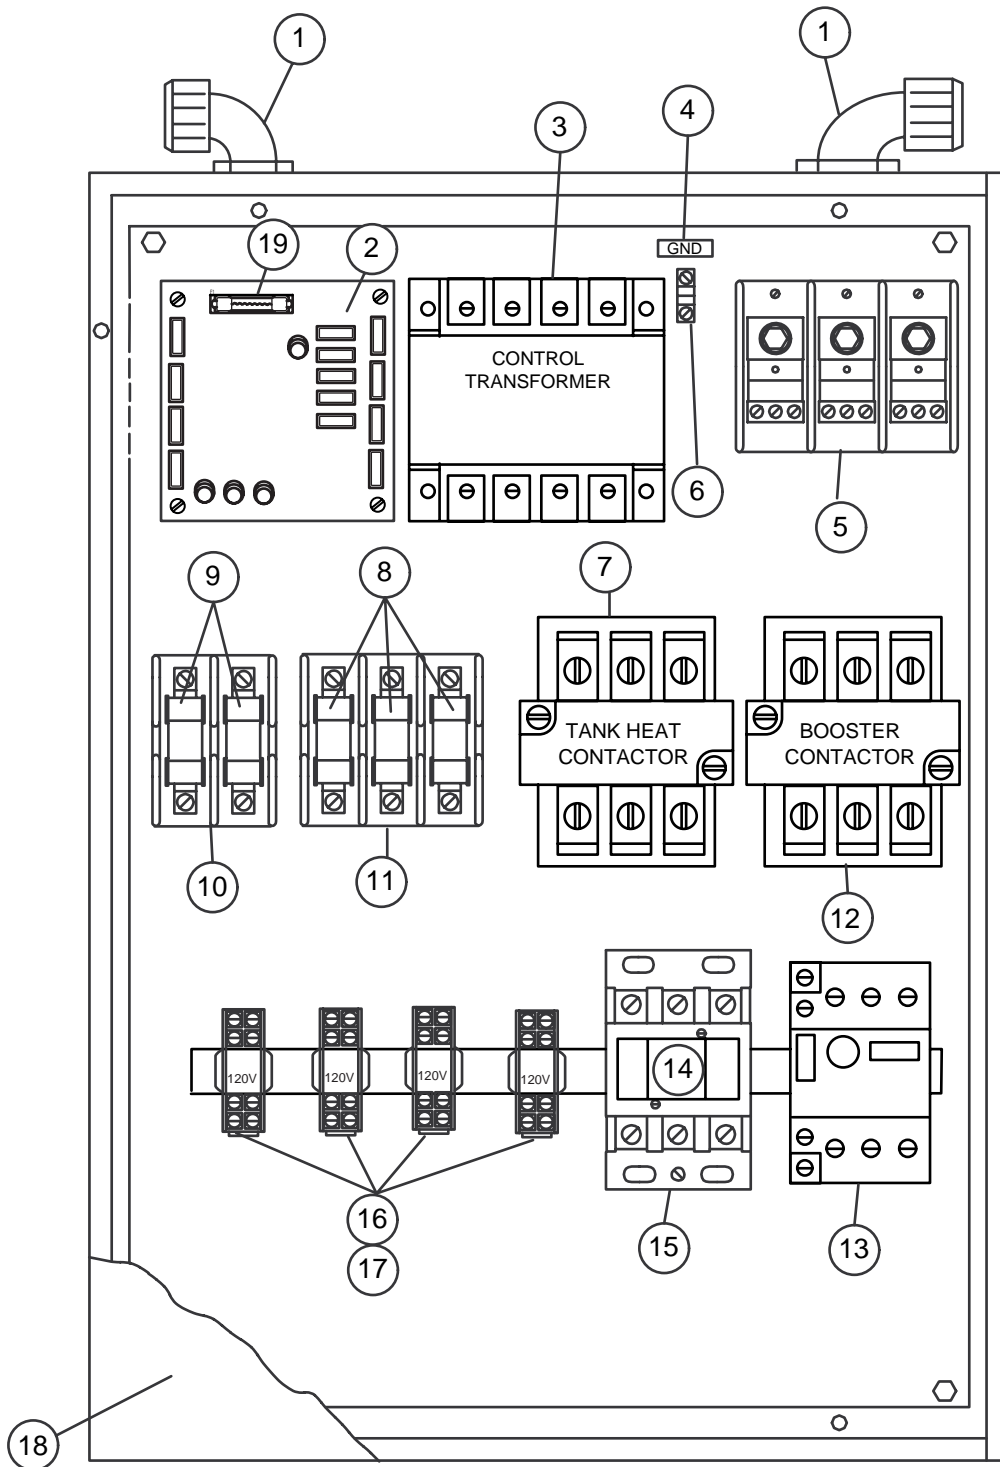 1
1
3
4
19
2
GND
CONTROL
TRANSFORMER
6
5
9
8
7
TANK HEAT
CONTACTOR
BOOSTER
CONTACTOR
10
11
12
120V
120V
120V
120V
14
16
17
15
13
18